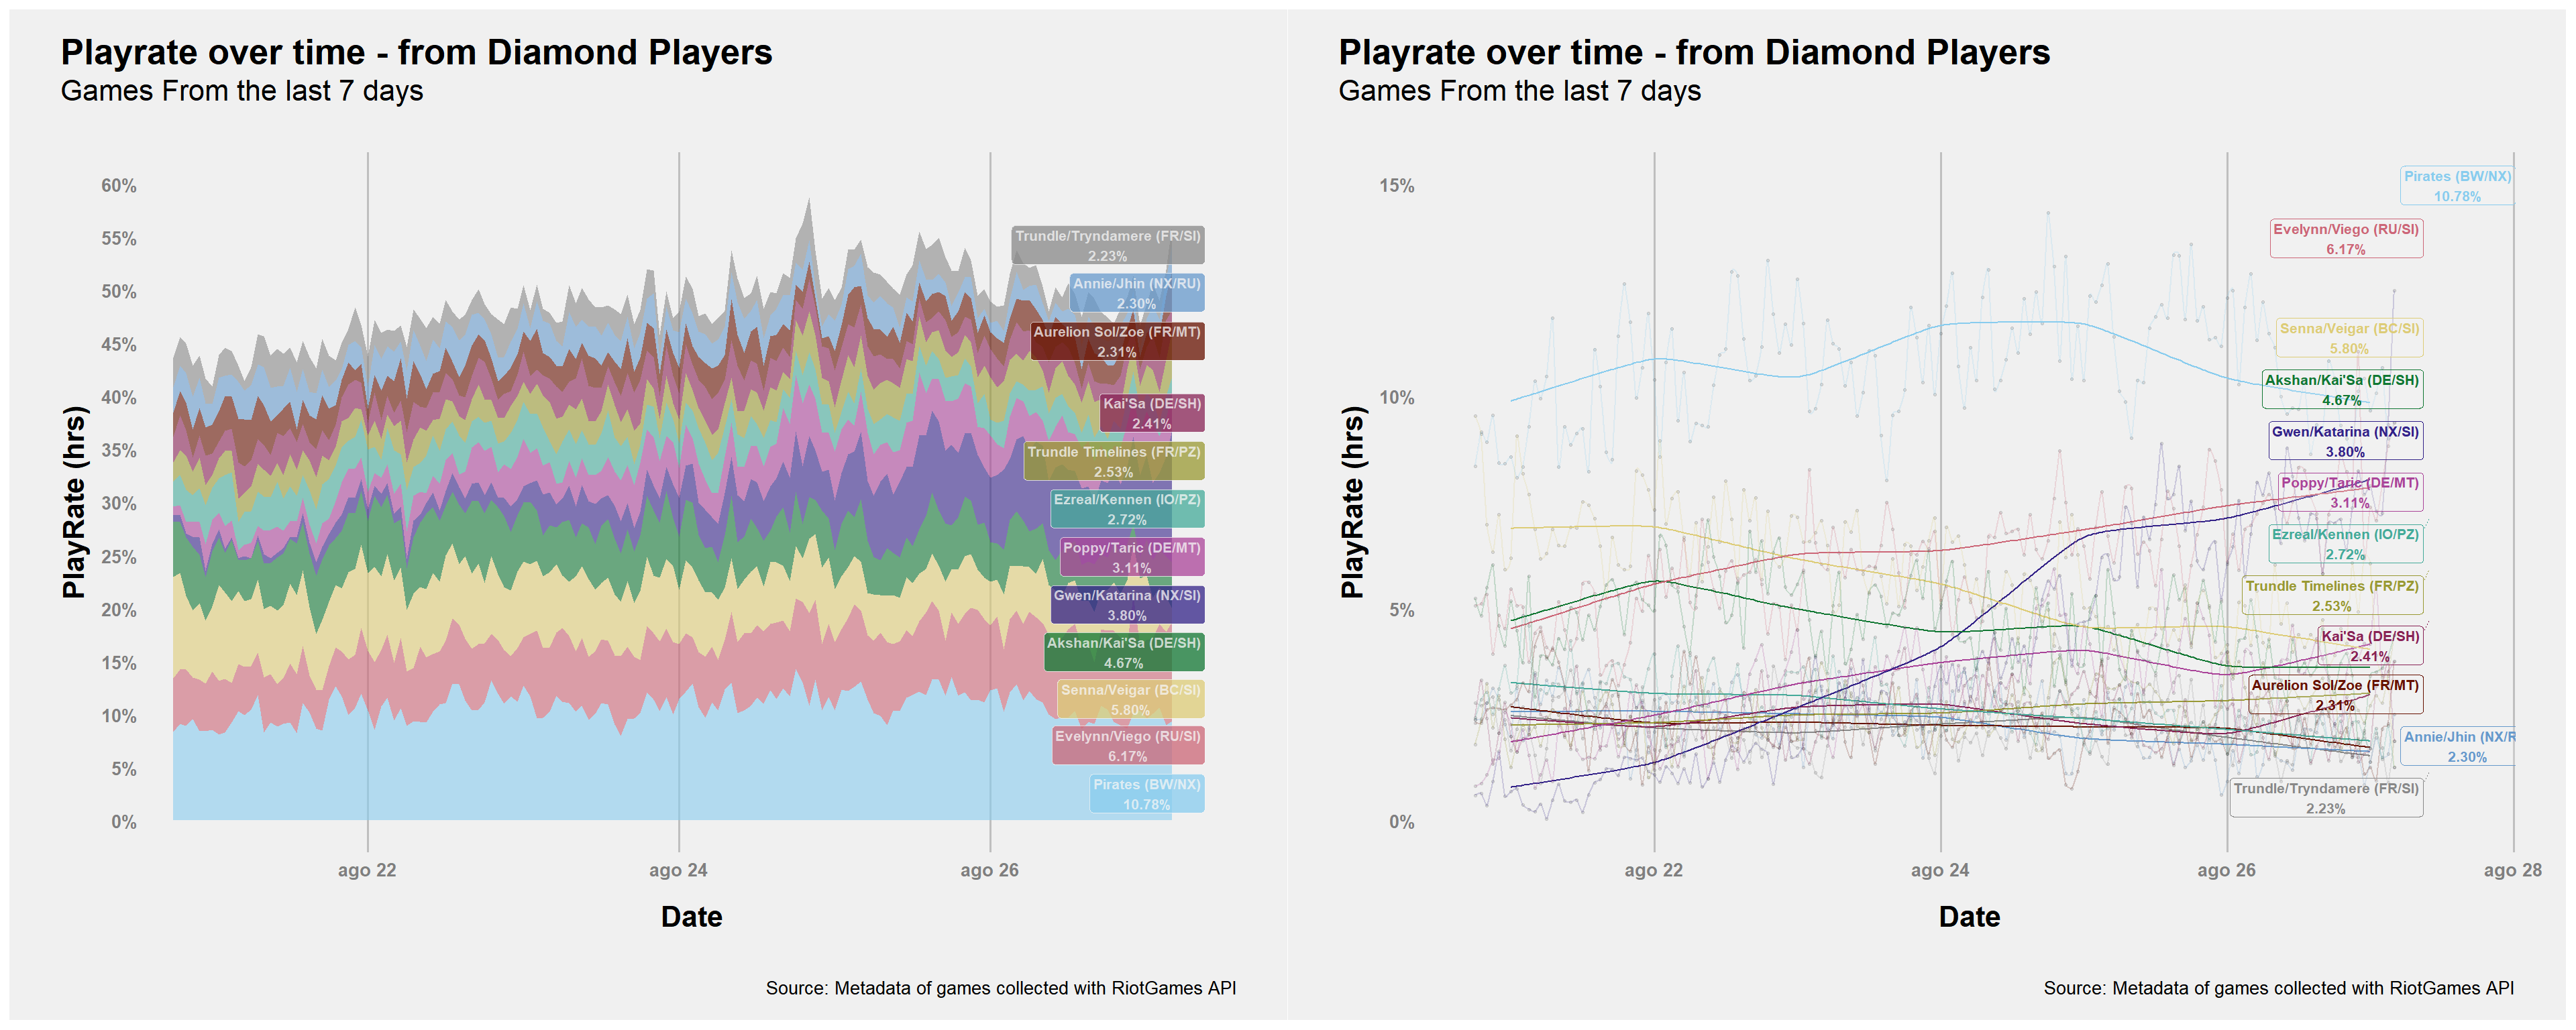 Playrate over time - from Diamond Players
Games From the last 7 days
PlayRate (hrs)
60%
55%
50%
45%
40%
35%
30%
25%
20%
15%
10%
5%
0%
Trundle/Tryndamere (FR/SI)
2.23%
Annie/Jhin (NX/RU)
2.30%
Aurelion Sol/Zoe (FR/MT)
2.31%
Kai'Sa (DE/SH)
2.41%
Trundle Timelines (FR/PZ)
2.53%
Ezreal/Kennen (IO/PZ)
2.72%
Poppy/Taric (DE/MT)
3.11%
Gwen/Katarina (NX/SI)
3.80%
Akshan/Kai'Sa (DE/SH)
4.67%
Senna/Veigar (BC/SI)
5.80%
Evelynn/Viego (RU/SI)
6.17%
Pirates (BW/NX)
10.78%
ago 22
ago 24
ago 26
Date
Source: Metadata of games collected with RiotGames API
Playrate over time - from Diamond Players
Games From the last 7 days
PlayRate (hrs)
15%
10%
5%
0%
Pirates (BW/NX)
10.78%
Evelynn/Viego (RU/SI)
6.17%
Senna/Veigar (BC/SI)
5.80%
Akshan/Kai'Sa (DE/SH)
4.67%
Gwen/Katarina (NX/SI)
3.80%
Poppy/Taric (DE/MT)
3.11%
Ezreal/Kennen (IO/PZ)
2.72%
Trundle Timelines (FR/PZ)
2.53%
Kai'Sa (DE/SH)
2.41%
Aurelion Sol/Zoe (FR/MT)
2.31%
Annie/Jhin (NX/R
2.30%
Trundle/Tryndamere (FR/SI)
2.23%
ago 22
ago 24
ago 26
ago 28
Date
Source: Metadata of games collected with RiotGames API